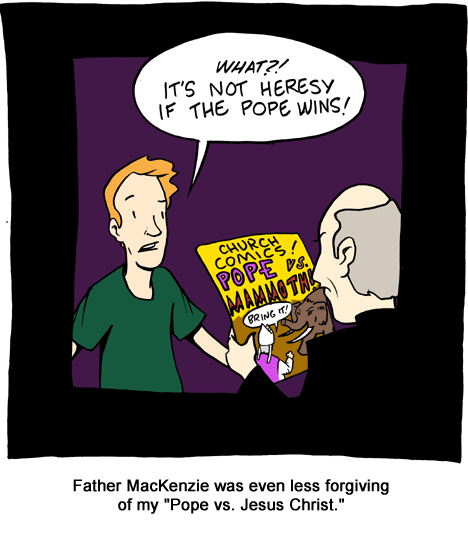 WHAT?!
IT'S NOT HERESY
IF THE POPE WINS!
CHURCH
COMICS!
POPE VS.
MAMMOTH!
BRING IT!
Father MacKenzie was even less forgiving
of my "Pope vs. Jesus Christ."